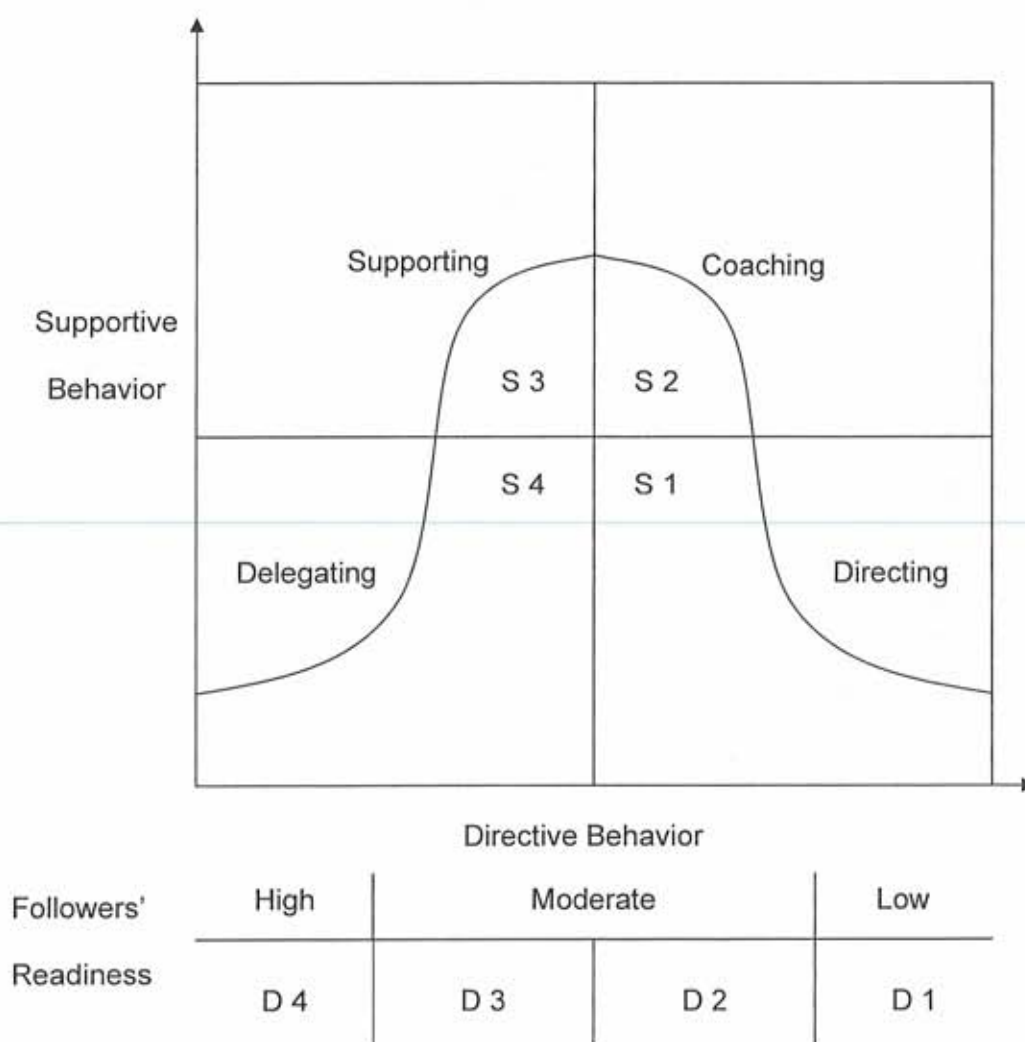 Supporting
Coaching
Supportive
Behavior
S 3
S 2
S 4
S 1
Delegating
Directing
Directive Behavior
Followers'
High
Moderate
Low
Readiness
D 4
D 3
D 2
D 1